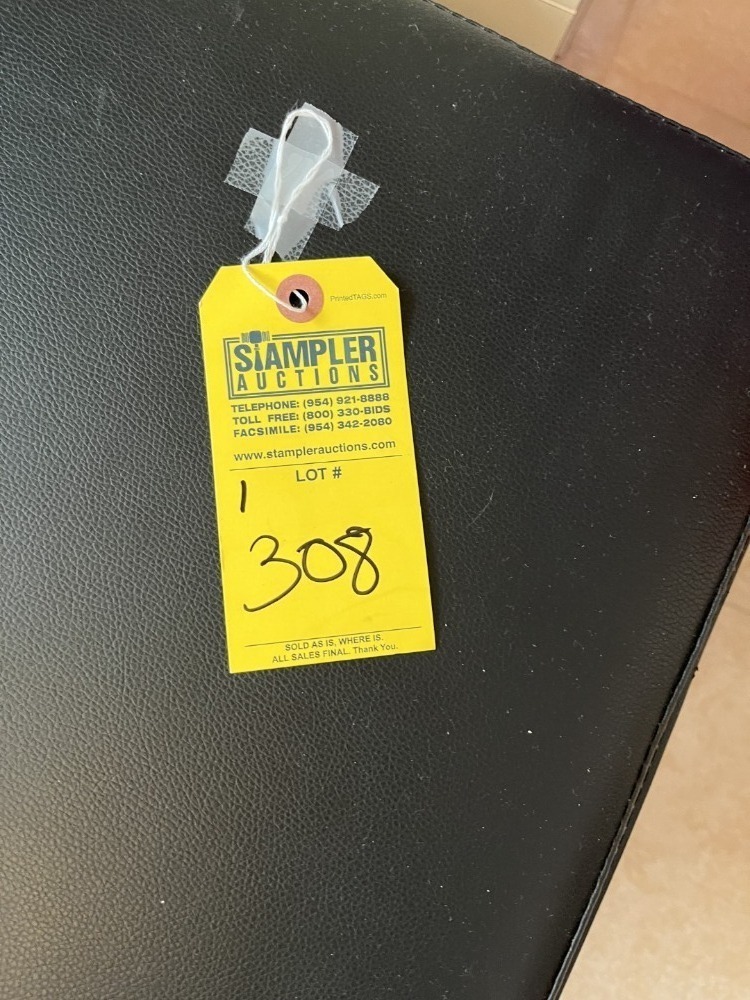 PrintedTAGS.com
STAMPLER
AUCTIONS
TELEPHONE: (954) 921-8888
TOLL FREE: (800) 330-BIDS
FACSIMILE: (954) 342-2080
www.stamplerauctions.com
LOT #
1
308
SOLD AS IS, WHERE IS.
ALL SALES FINAL. Thank You.